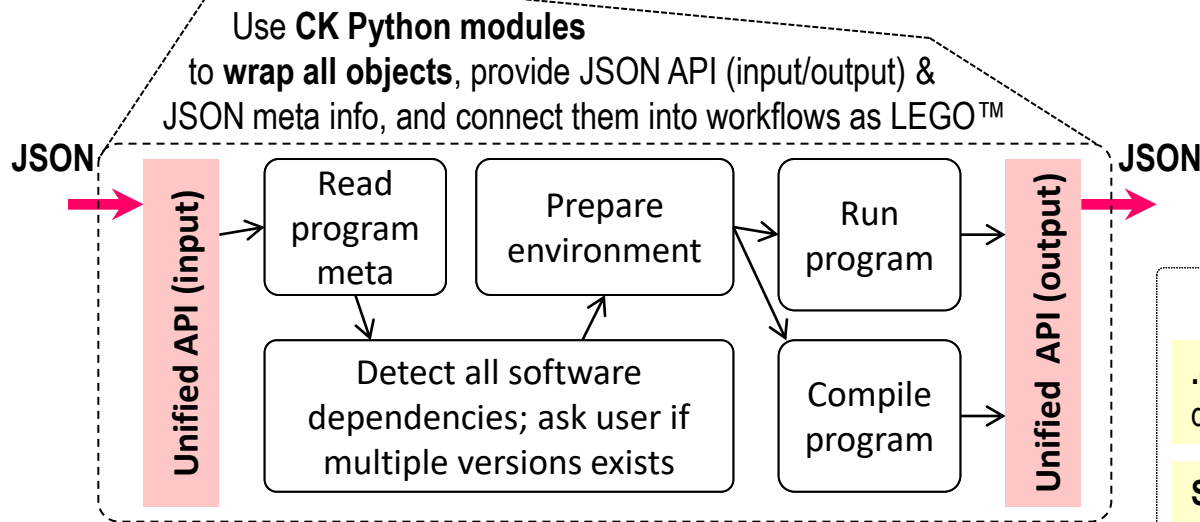 Use CK Python modules
to wrap all objects, provide JSON API (input/output) &
JSON meta info, and connect them into workflows as LEGO™
JSON
JSON
Unified API (input)
Read
program
meta
Prepare
environment
Run
program
Detect all software
dependencies; ask user if
multiple versions exists
Compile
program
Unified API (output)